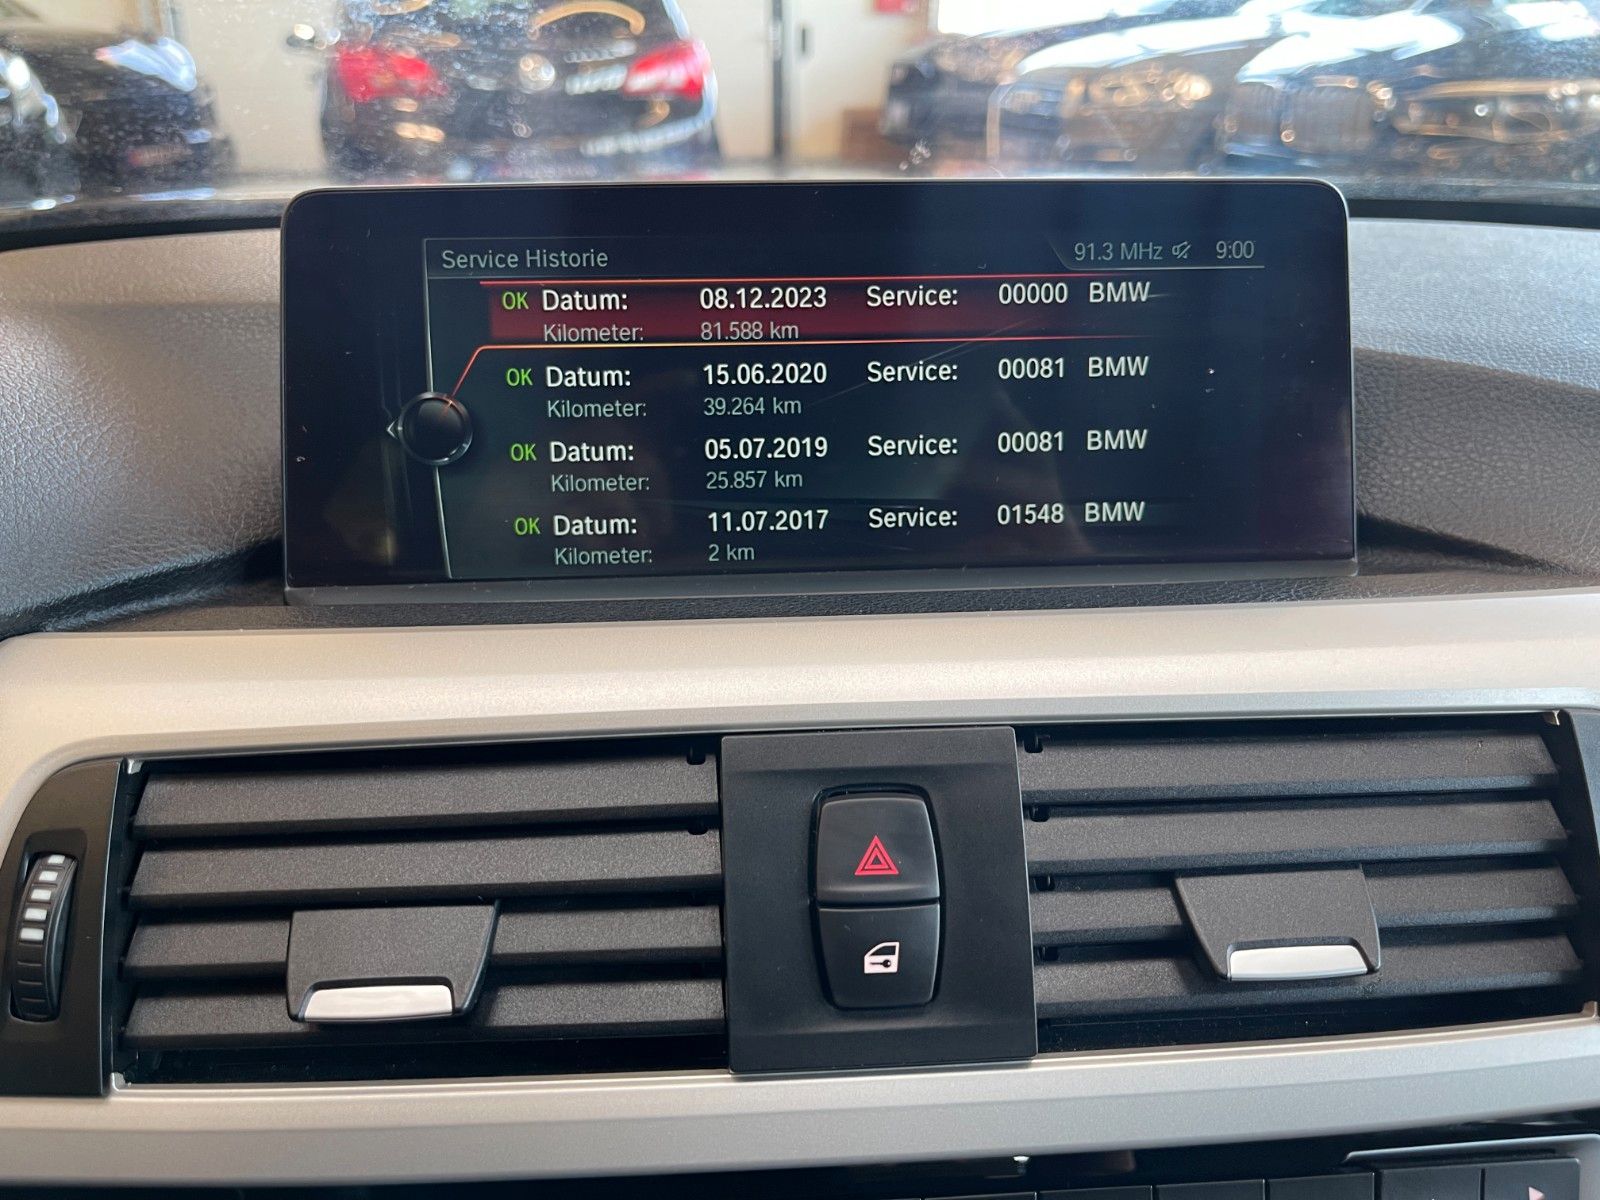 Service Historie 91.3 MHz 9:00
OK Datum: 08.12.2023 Service: 00000 BMW
Kilometer: 81.588 km
OK Datum: 15.06.2020 Service: 00081 BMW
Kilometer: 39.264 km
OK Datum: 05.07.2019 Service: 00081 BMW
Kilometer: 25.857 km
OK Datum: 11.07.2017 Service: 01548 BMW
Kilometer: 2 km